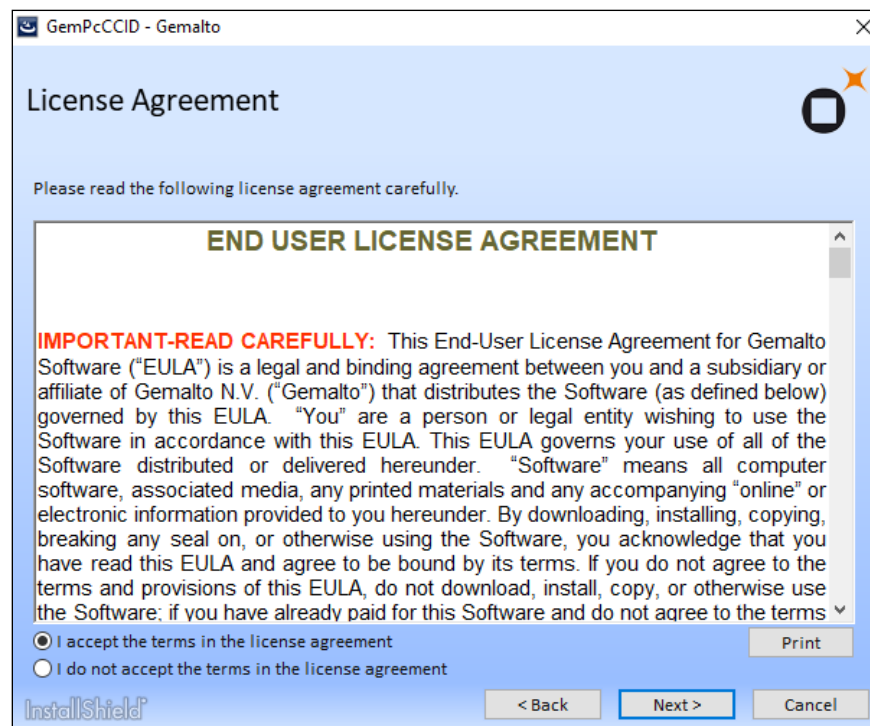 GemPcCCID - Gemalto
License Agreement
Please read the following license agreement carefully.
END USER LICENSE AGREEMENT
IMPORTANT-READ CAREFULLY: This End-User License Agreement for Gemalto
Software (“EULA”) is a legal and binding agreement between you and a subsidiary or
affiliate of Gemalto N.V. (“Gemalto”) that distributes the Software (as defined below)
governed by this EULA. “You” are a person or legal entity wishing to use the
Software in accordance with this EULA. This EULA governs your use of all of the
Software distributed or delivered hereunder. “Software” means all computer
software, associated media, any printed materials and any accompanying “online” or
electronic information provided to you hereunder. By downloading, installing, copying,
breaking any seal on, or otherwise using the Software, you acknowledge that you
have read this EULA and agree to be bound by its terms. If you do not agree to the
terms and provisions of this EULA, do not download, install, copy, or otherwise use
the Software; if you have already paid for this Software and do not agree to the terms
I accept the terms in the license agreement
Print
I do not accept the terms in the license agreement
InstallShield
< Back
Next >
Cancel